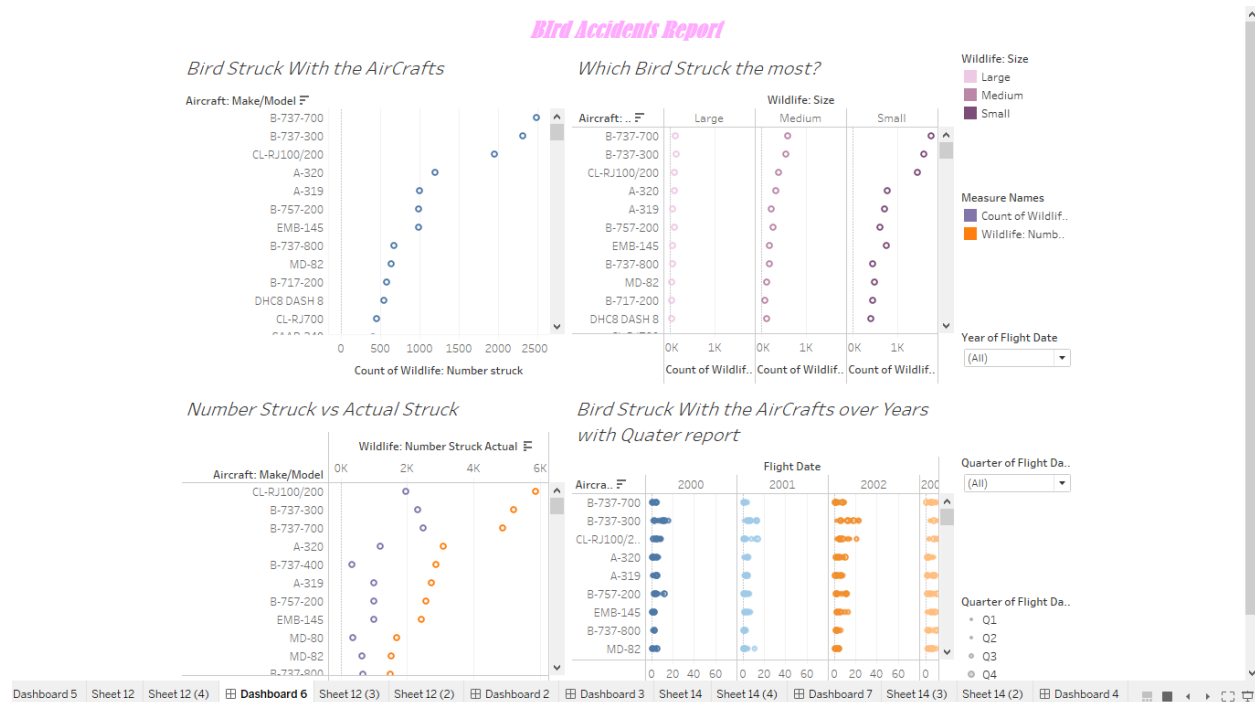 BIrd Accidents Report
Bird Struck With the AirCrafts
Aircraft: Make/Model
B-737-700
B-737-300
CL-RJ100/200
A-320
A-319
B-757-200
EMB-145
B-737-800
MD-82
B-717-200
DHC8 DASH 8
CL-RJ700
0 500 1000 1500 2000 2500
Count of Wildlife: Number struck
Which Bird Struck the most?
Wildlife: Size
Aircraft: .. Large Medium Small
B-737-700
B-737-300
CL-RJ100/200
A-320
A-319
B-757-200
EMB-145
B-737-800
MD-82
B-717-200
DHC8 DASH 8
0K 1K 0K 1K 0K 1K
Count of Wildlif.. Count of Wildlif.. Count of Wildlif..
Wildlife: Size
Large
Medium
Small
Measure Names
Count of Wildlif..
Wildlife: Numb..
Year of Flight Date
(All)
Number Struck vs Actual Struck
Wildlife: Number Struck Actual
Aircraft: Make/Model 0K 2K 4K 6K
CL-RJ100/200
B-737-300
B-737-700
A-320
B-737-400
A-319
B-757-200
EMB-145
MD-80
MD-82
B-737-800
Bird Struck With the AirCrafts over Years
with Quater report
Flight Date
Aircra.. 2000 2001 2002 200
B-737-700
B-737-300
CL-RJ100/2..
A-320
A-319
B-757-200
EMB-145
B-737-800
MD-82
0 20 40 60 0 20 40 60 0 20 40 60 0
Quarter of Flight Da..
(All)
Quarter of Flight Da..
Q1
Q2
Q3
Q4
Dashboard 5 Sheet 12 Sheet 12 (4) Dashboard 6 Sheet 12 (3) Sheet 12 (2) Dashboard 2 Dashboard 3 Sheet 14 Sheet 14 (4) Dashboard 7 Sheet 14 (3) Sheet 14 (2) Dashboard 4